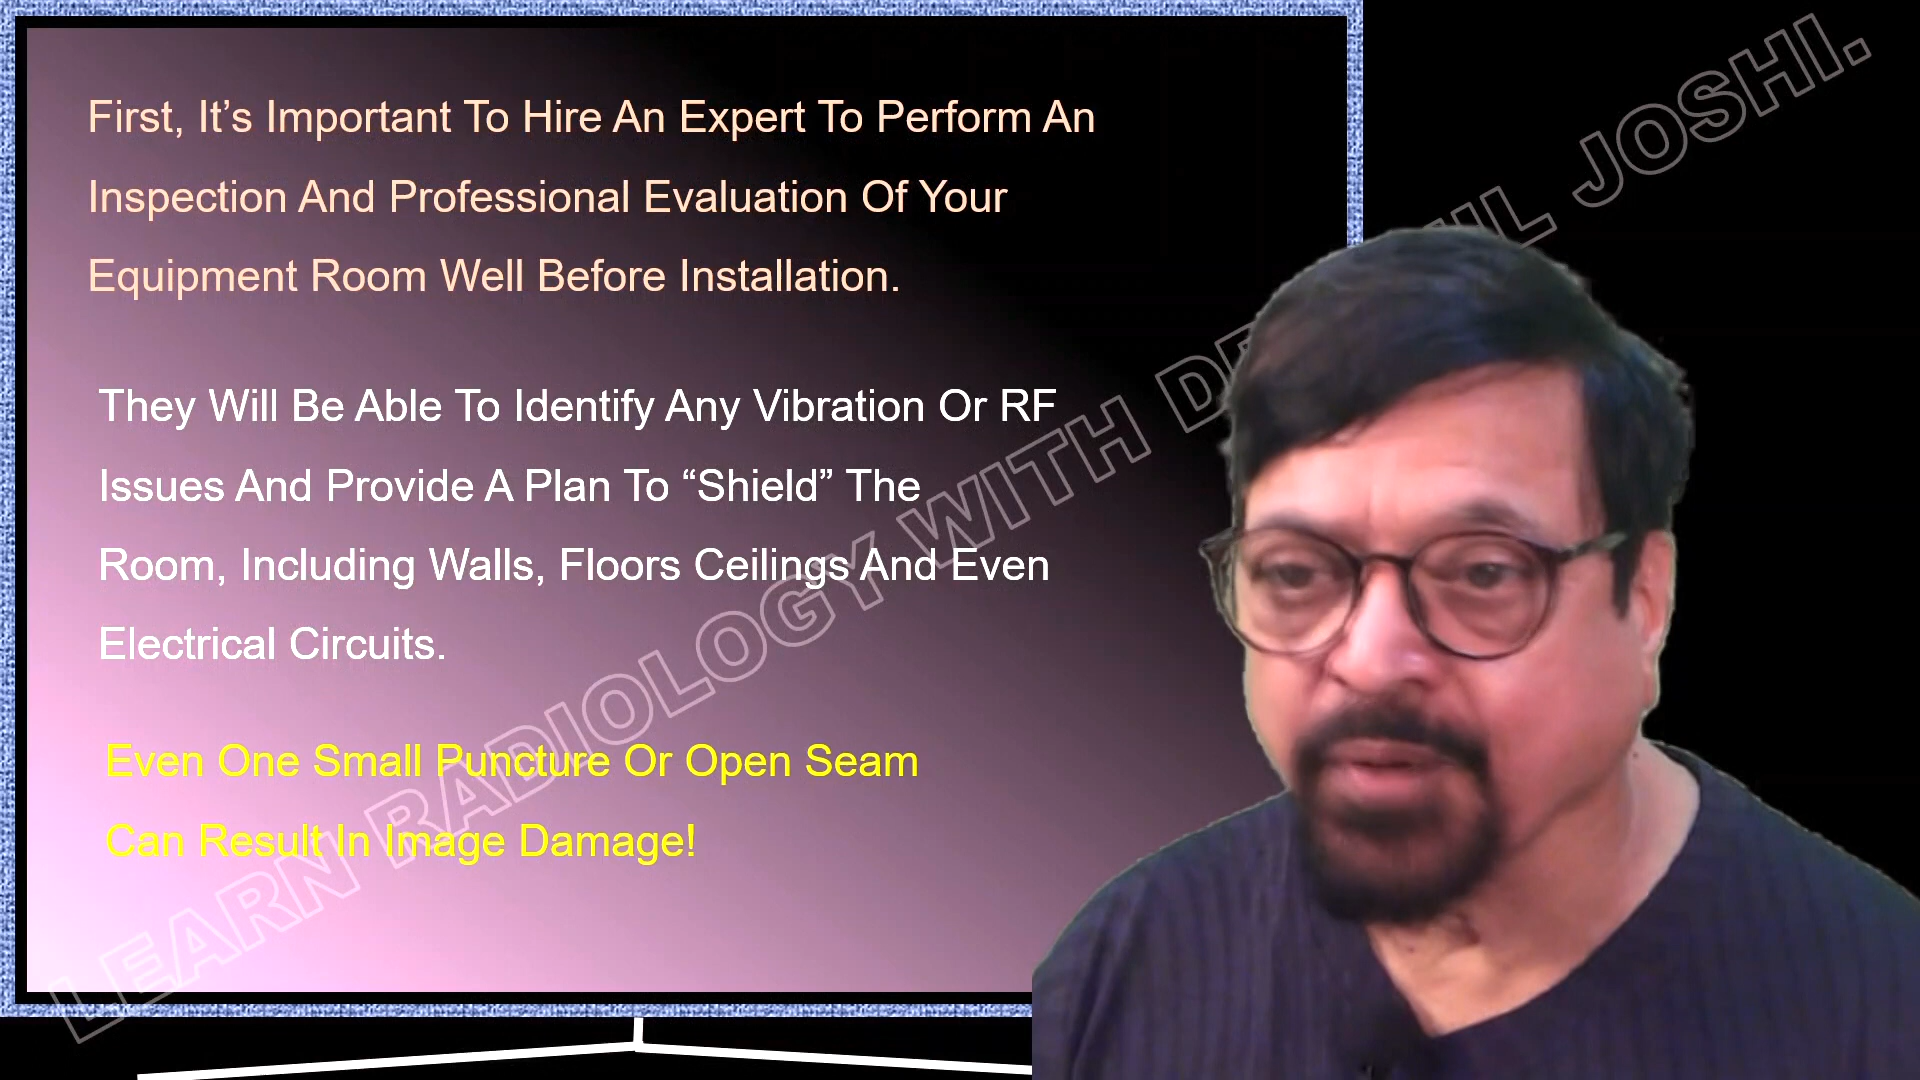 First, It’s Important To Hire An Expert To Perform An
Inspection And Professional Evaluation Of Your
Equipment Room Well Before Installation.
They Will Be Able To Identify Any Vibration Or RF
Issues And Provide A Plan To “Shield” The
Room, Including Walls, Floors Ceilings And Even
Electrical Circuits.
Even One Small Puncture Or Open Seam
Can Result In Image Damage!
LEARN RADIOLOGY WITH JOSHI.